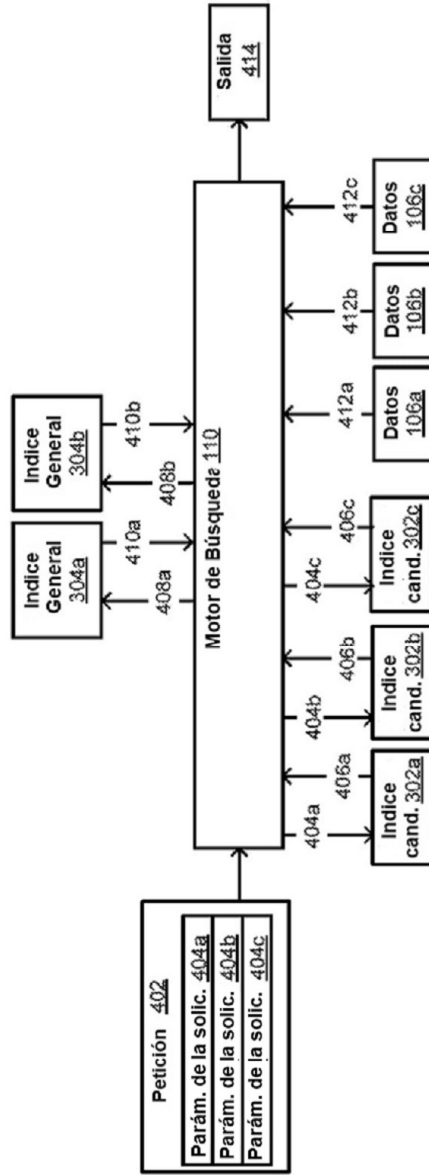 Petición 402
Parám. de la solic. 404a
Parám. de la solic. 404b
Parám. de la solic. 404c
Indice
General
304a
Indice
General
304b
408a
410a
408b
410b
Motor de Búsqueda 110
Salida
414
404a
406a
404b
406b
404c
406c
412a
412b
412c
Indice
cand. 302a
Indice
cand. 302b
Indice
cand. 302c
Datos
106a
Datos
106b
Datos
106c